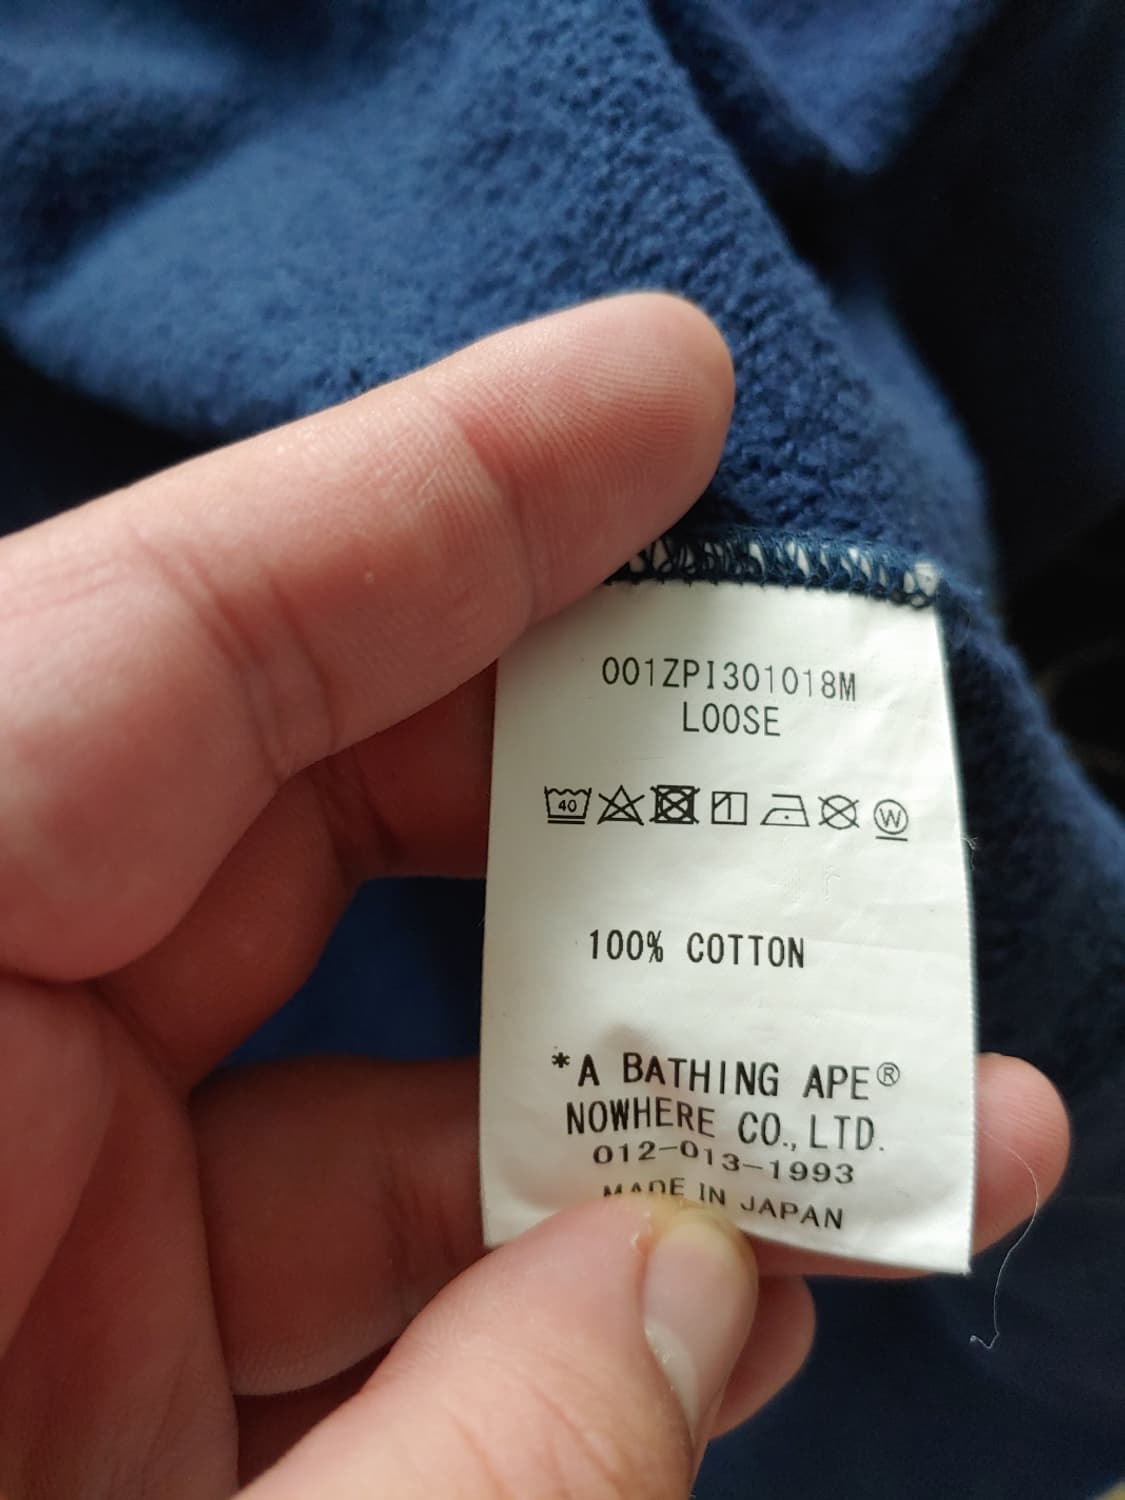 001ZPI301018M
LOOSE
40 W
100% COTTON
*A BATHING APE®
NOWHERE CO., LTD.
012-013-1993
MADE IN JAPAN